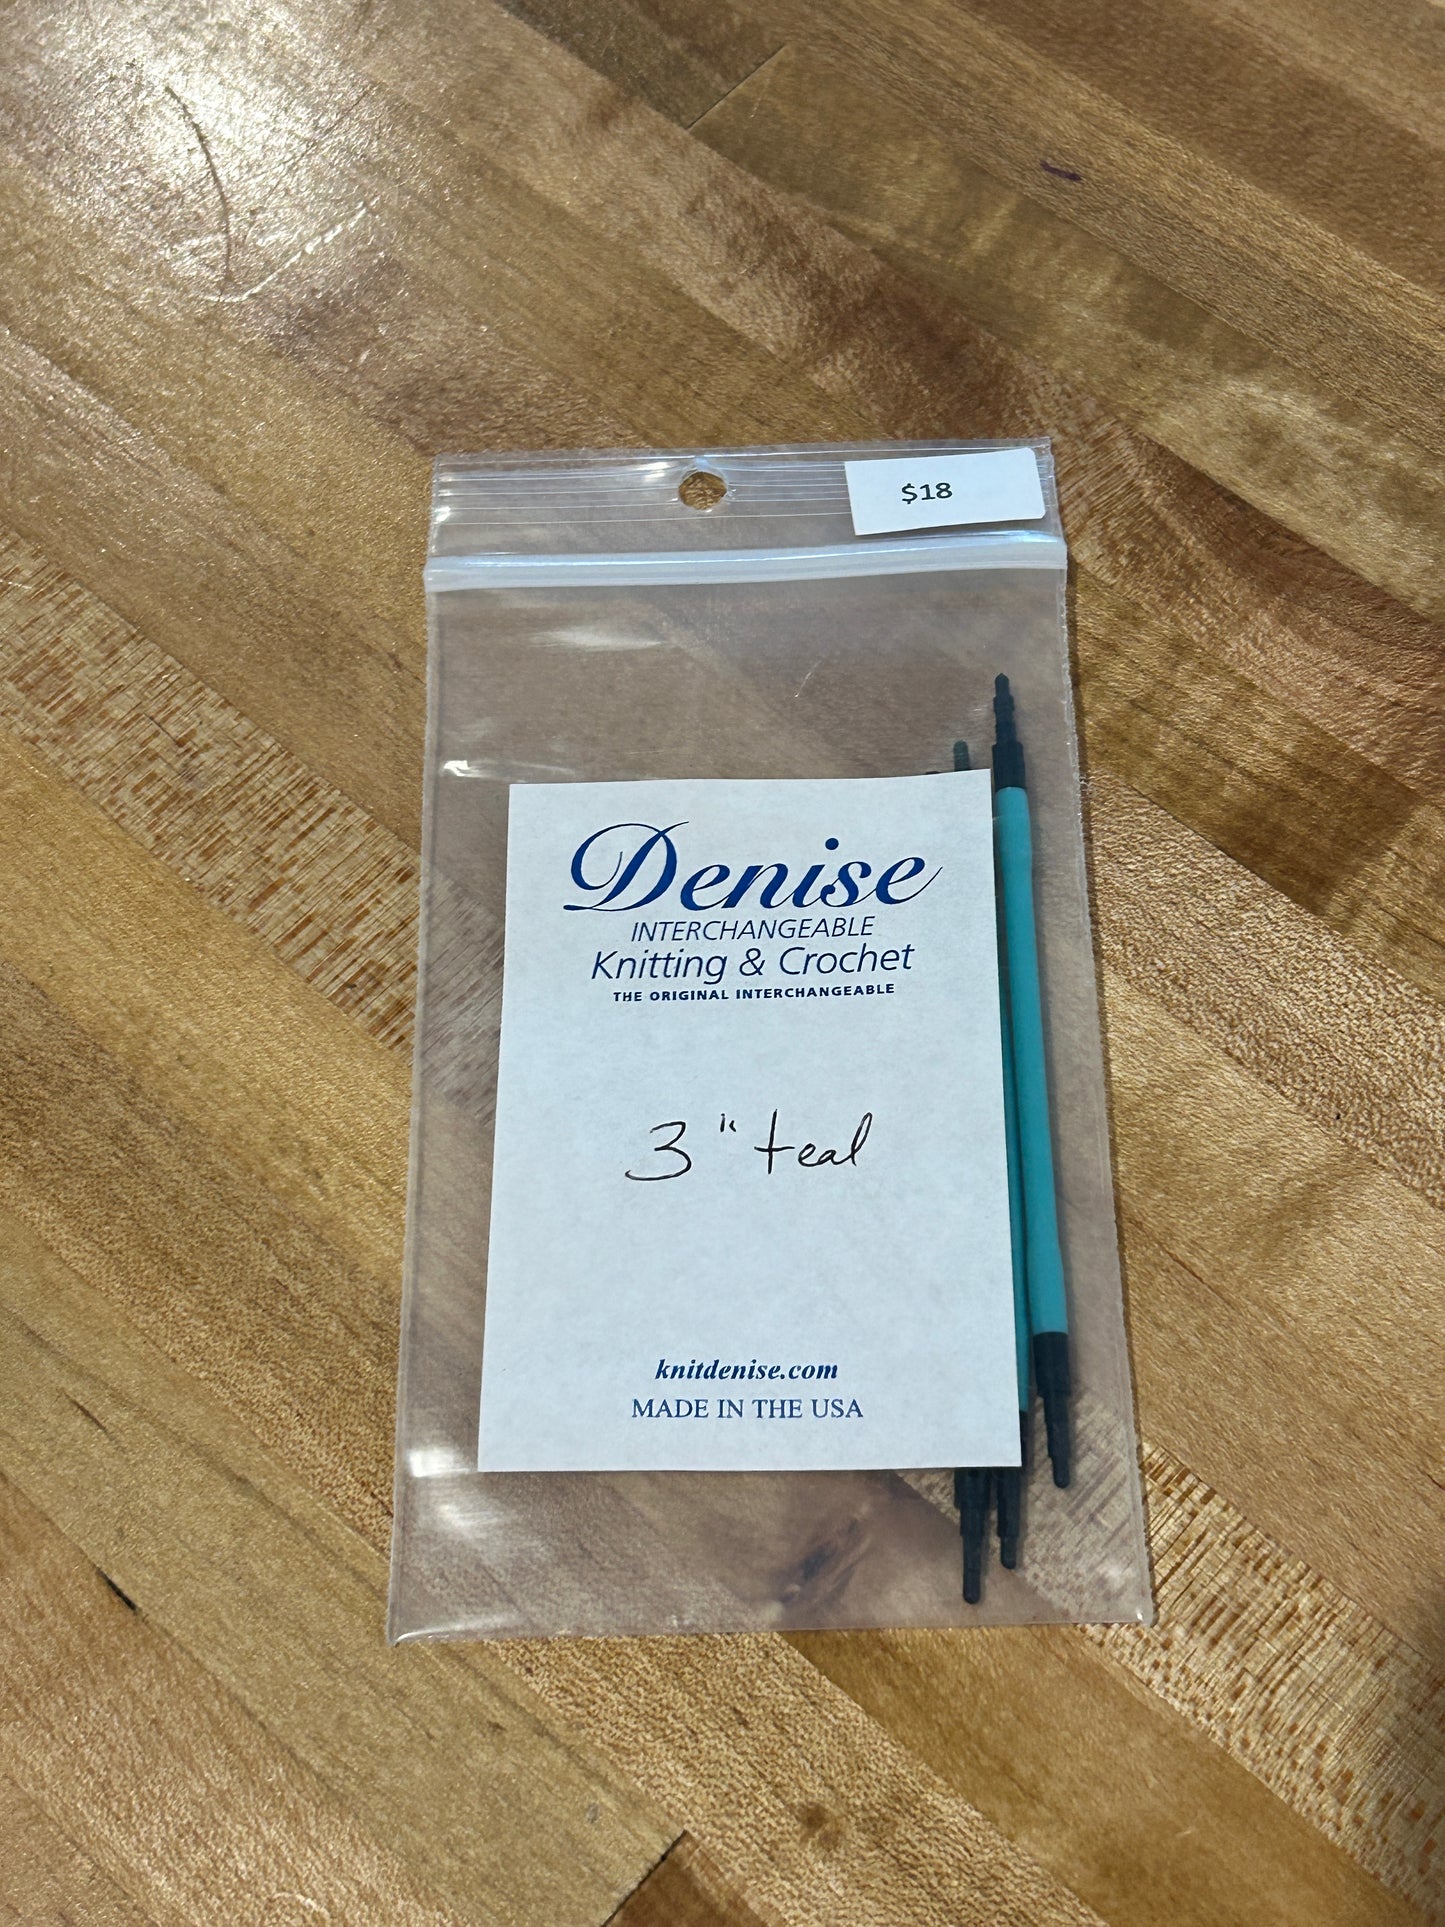 $18
Denise
INTERCHANGEABLE
Knitting & Crochet
THE ORIGINAL INTERCHANGEABLE
3" teal
knitdenise.com
MADE IN THE USA